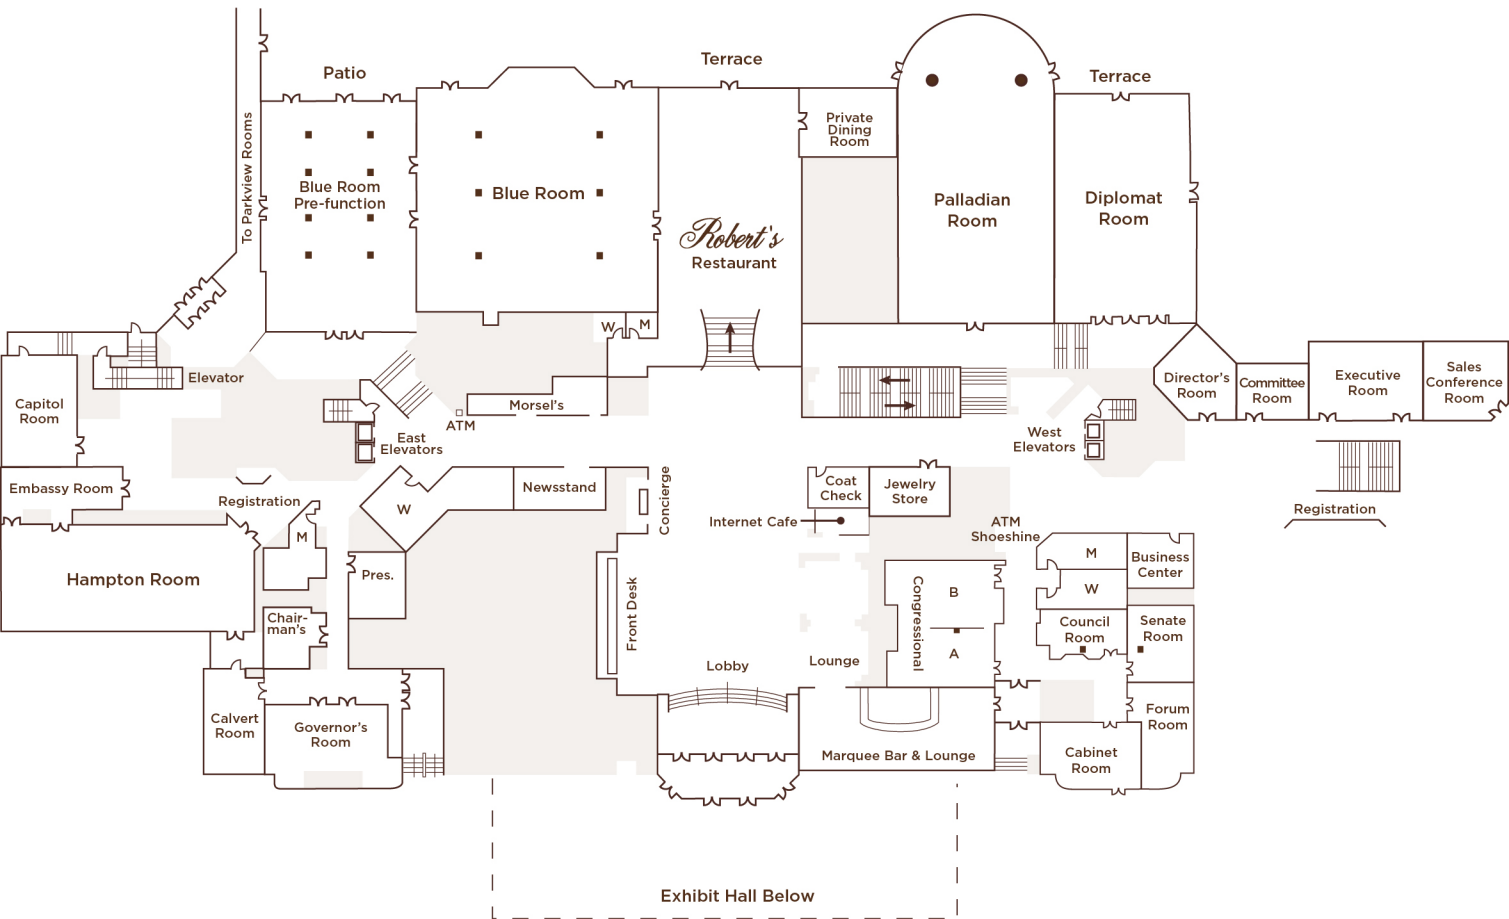 Patio
Terrace
Terrace
To Parkview Rooms
Private
Dining
Room
Blue Room
Pre-function
Blue Room
Palladian
Room
Diplomat
Room
Robert's
Restaurant
W
M
Elevator
Capitol
Room
Morsel's
ATM
East
Elevators
West
Elevators
Director's
Room
Committee
Room
Executive
Room
Sales
Conference
Room
Embassy Room
Registration
W
Newsstand
Concierge
Coat
Check
Jewelry
Store
Internet Cafe
ATM
Shoeshine
Registration
M
Hampton Room
Pres.
Front Desk
Congressional
B
A
M
W
Business
Center
Chair-
man's
Council
Room
Senate
Room
Lobby
Lounge
Calvert
Room
Governor's
Room
Marquee Bar & Lounge
Cabinet
Room
Forum
Room
Exhibit Hall Below